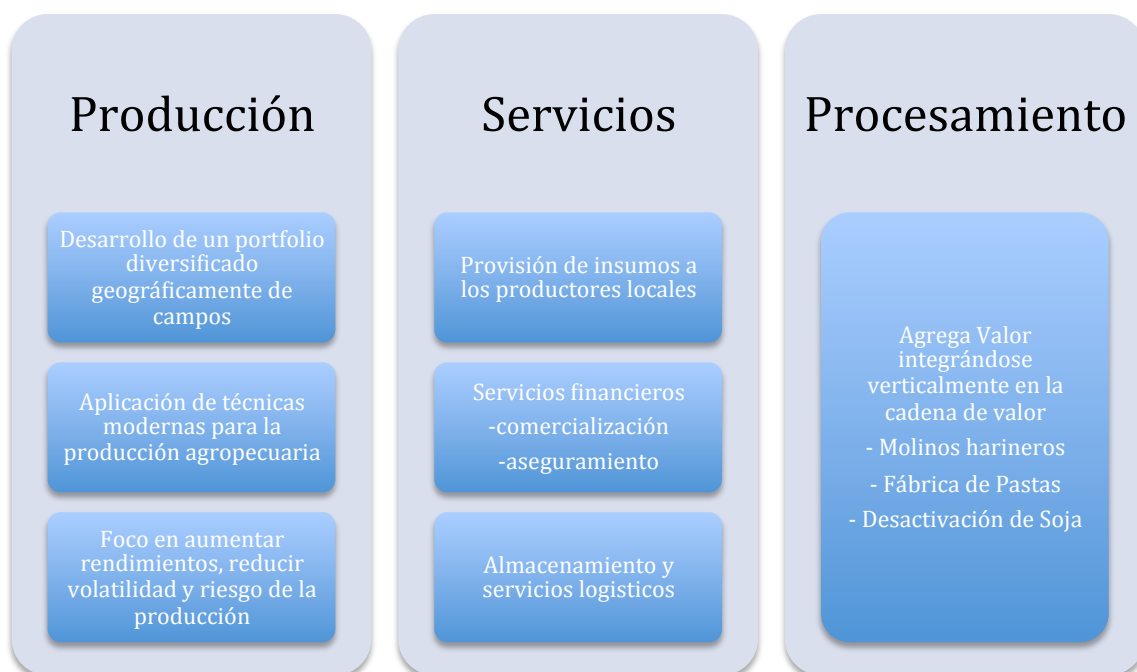 Producción
Desarrollo de un portfolio
diversificado
geográficamente de
campos
Aplicación de técnicas
modernas para la
producción agropecuaria
Foco en aumentar
rendimientos, reducir
volatilidad y riesgo de la
producción
Servicios
Provisión de insumos a
los productores locales
Servicios financieros
-comercialización
-aseguramiento
Almacenamiento y
servicios logisticos
Procesamiento
Agrega Valor
integrándose
verticalmente en la
cadena de valor
- Molinos harineros
- Fábrica de Pastas
- Desactivación de Soja